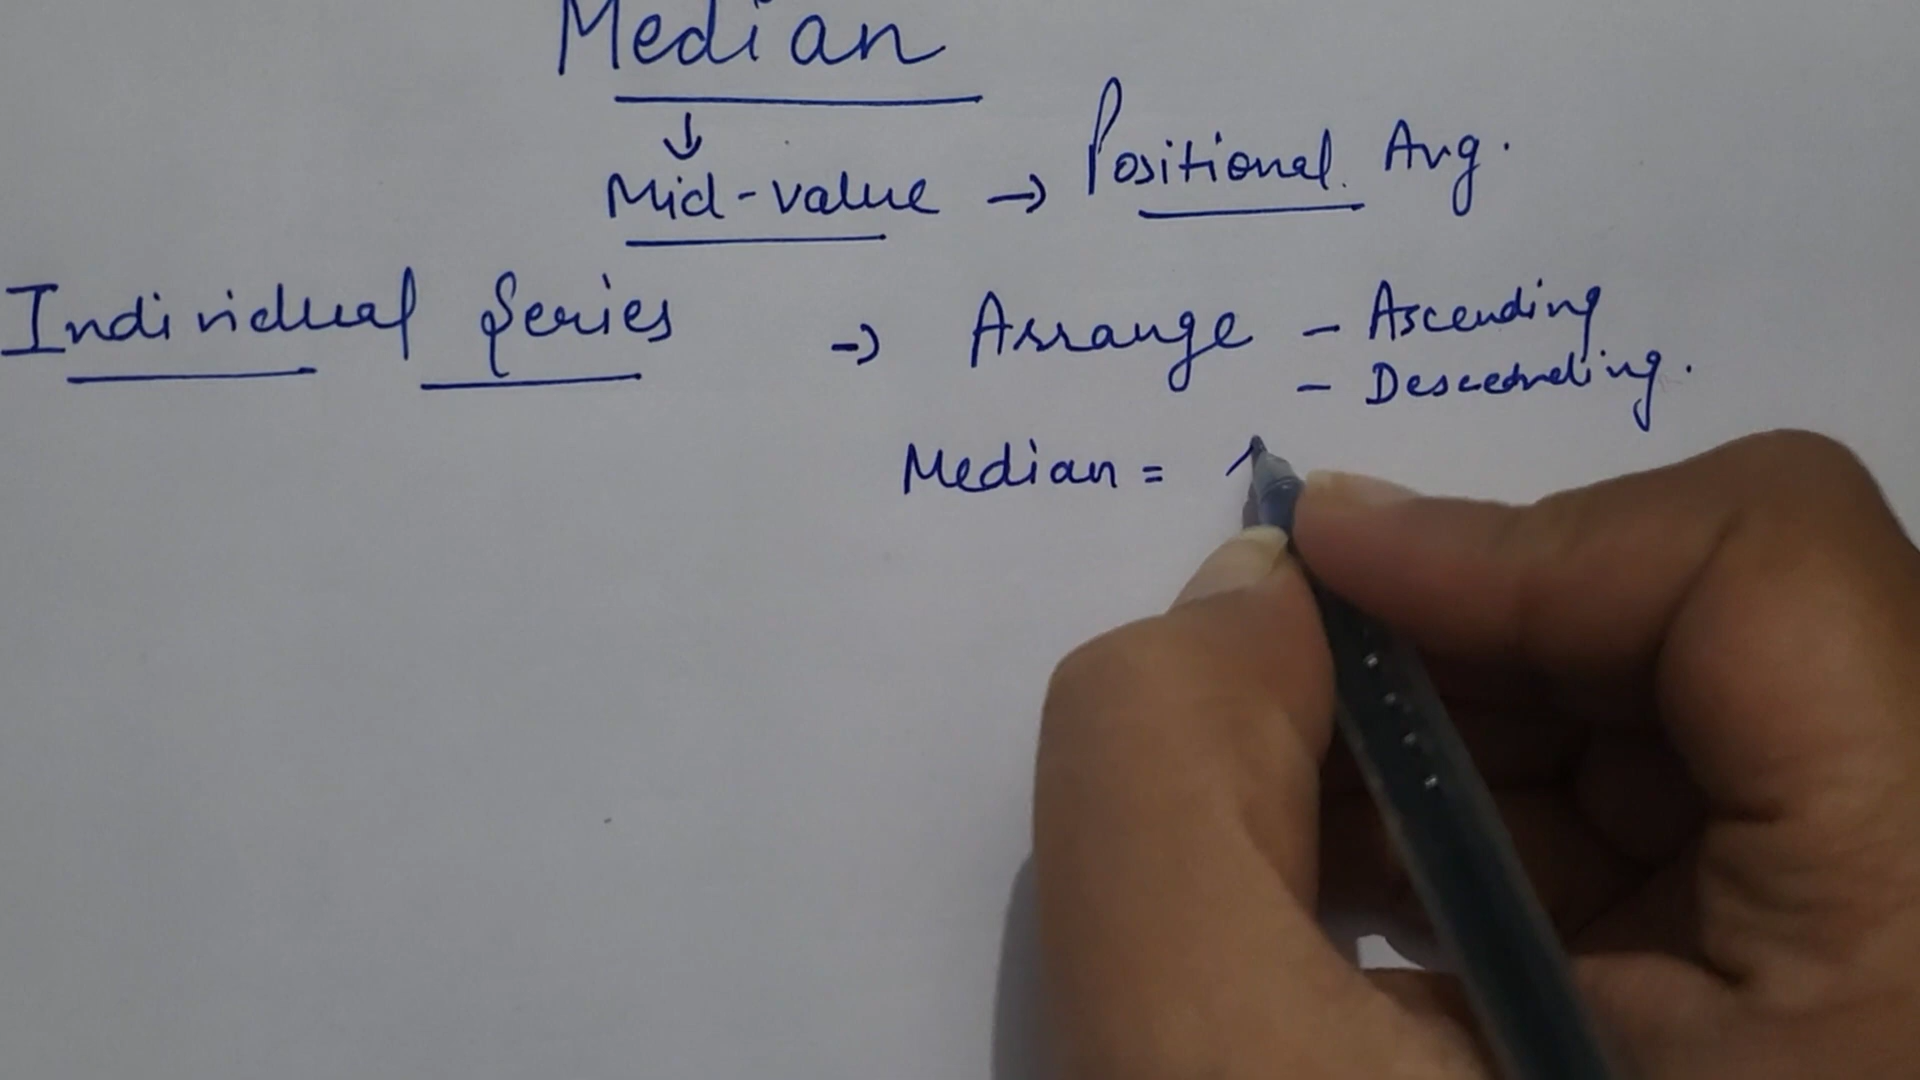 Median
↓
Mid-value → Positional Avg.
Individual Series → Arrange - Ascending
- Descending.
Median =